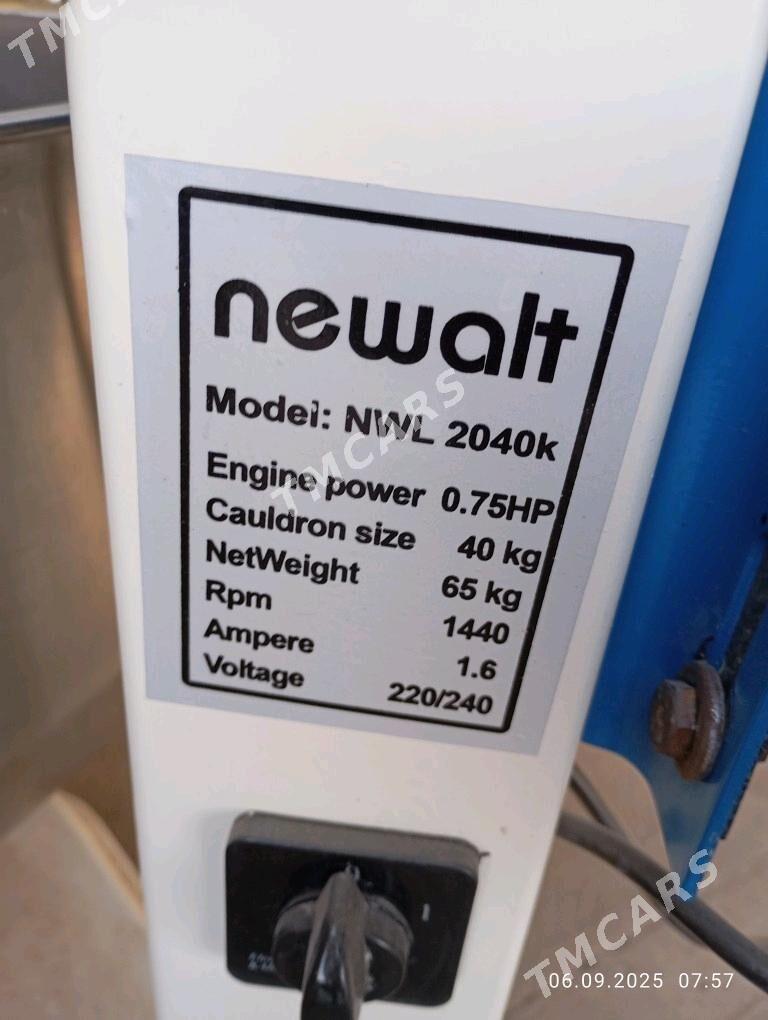 TMCARS
newalt
Model: NWL 2040k
Engine power 0.75HP
Cauldron size 40 kg
NetWeight 65 kg
Rpm 1440
Ampere 1.6
Voltage 220/240
TMCARS
TMCARS
06.09.2025 07:57